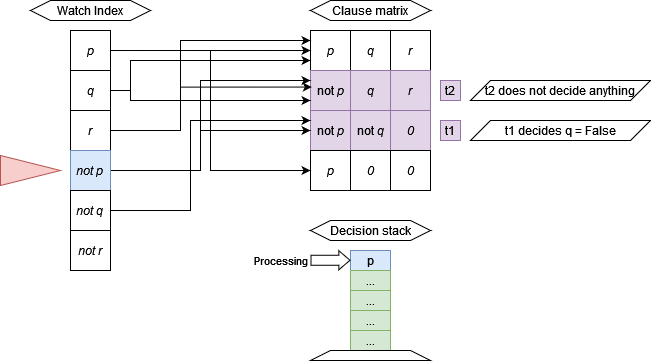 Watch Index
Clause matrix
p
p q r
q
not p q r
t2
t2 does not decide anything
r
not p not q 0
t1
t1 decides q = False
not p
p 0 0
not q
not r
Decision stack
Processing
p
...
...
...
...